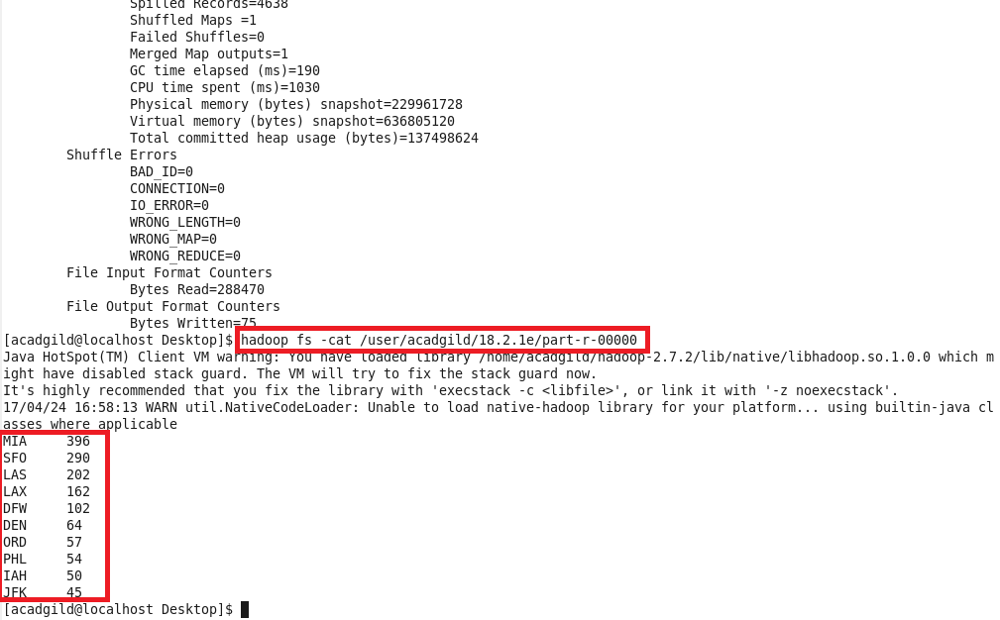 Spilled Records=4638
Shuffled Maps =1
Failed Shuffles=0
Merged Map outputs=1
GC time elapsed (ms)=190
CPU time spent (ms)=1030
Physical memory (bytes) snapshot=229961728
Virtual memory (bytes) snapshot=636805120
Total committed heap usage (bytes)=137498624
Shuffle Errors
BAD_ID=0
CONNECTION=0
IO_ERROR=0
WRONG_LENGTH=0
WRONG_MAP=0
WRONG_REDUCE=0
File Input Format Counters
Bytes Read=288470
File Output Format Counters
Bytes Written=75
[acadgild@localhost Desktop]$ hadoop fs -cat /user/acadgild/18.2.1e/part-r-00000
Java HotSpot(TM) Client VM warning: You have loaded library /home/acadgild/hadoop-2.7.2/lib/native/libhadoop.so.1.0.0 which m
ight have disabled stack guard. The VM will try to fix the stack guard now.
It's highly recommended that you fix the library with 'execstack -c <libfile>', or link it with '-z noexecstack'.
17/04/24 16:58:13 WARN util.NativeCodeLoader: Unable to load native-hadoop library for your platform... using builtin-java cl
asses where applicable
MIA 396
SFO 290
LAS 202
LAX 162
DFW 102
DEN 64
ORD 57
PHL 54
IAH 50
JFK 45
[acadgild@localhost Desktop]$